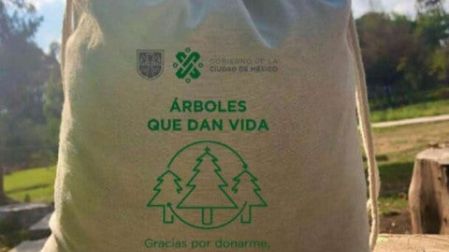 GOBIERNO DE LA
CIUDAD DE MÉXICO
ÁRBOLES
QUE DAN VIDA
Gracias por donarme,